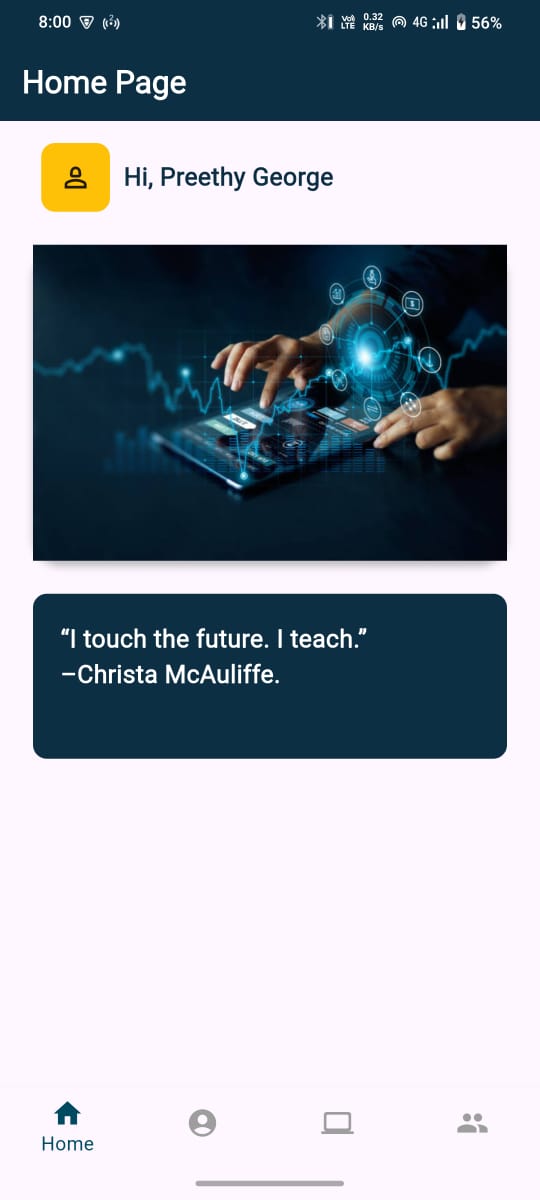 8:00 2 Vo) LTE 0.32 KB/s 4G 56%
Home Page
Hi, Preethy George
“I touch the future. I teach.”
–Christa McAuliffe.
Home